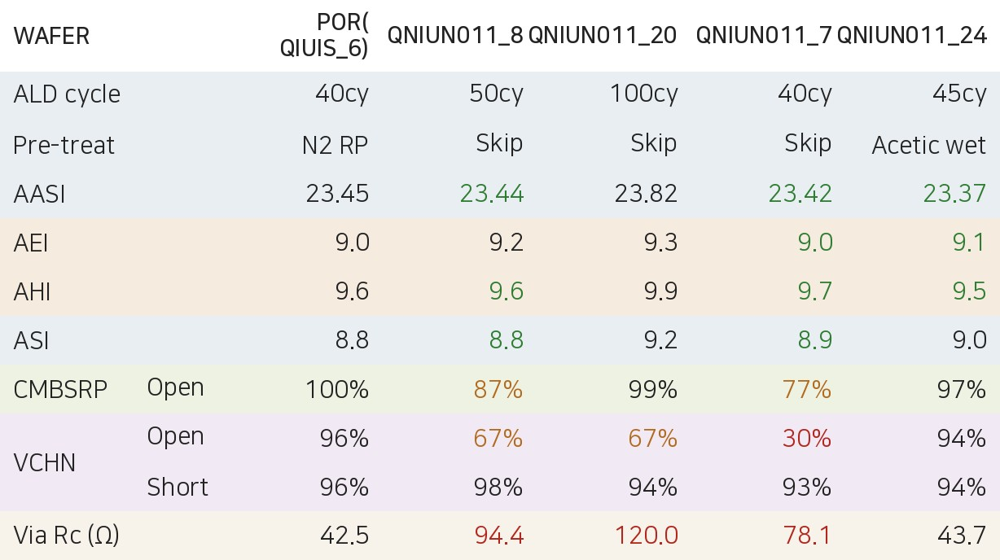 WAFER POR( QNIUN011_8 QNIUN011_20 QNIUN011_7 QNIUN011_24
QIUIS_6)
ALD cycle 40cy 50cy 100cy 40cy 45cy
Pre-treat N2 RP Skip Skip Skip Acetic wet
AASI 23.45 23.44 23.82 23.42 23.37
AEI 9.0 9.2 9.3 9.0 9.1
AHI 9.6 9.6 9.9 9.7 9.5
ASI 8.8 8.8 9.2 8.9 9.0
CMBSRP Open 100% 87% 99% 77% 97%
VCHN Open 96% 67% 67% 30% 94%
Short 96% 98% 94% 93% 94%
Via Rc (Ω) 42.5 94.4 120.0 78.1 43.7